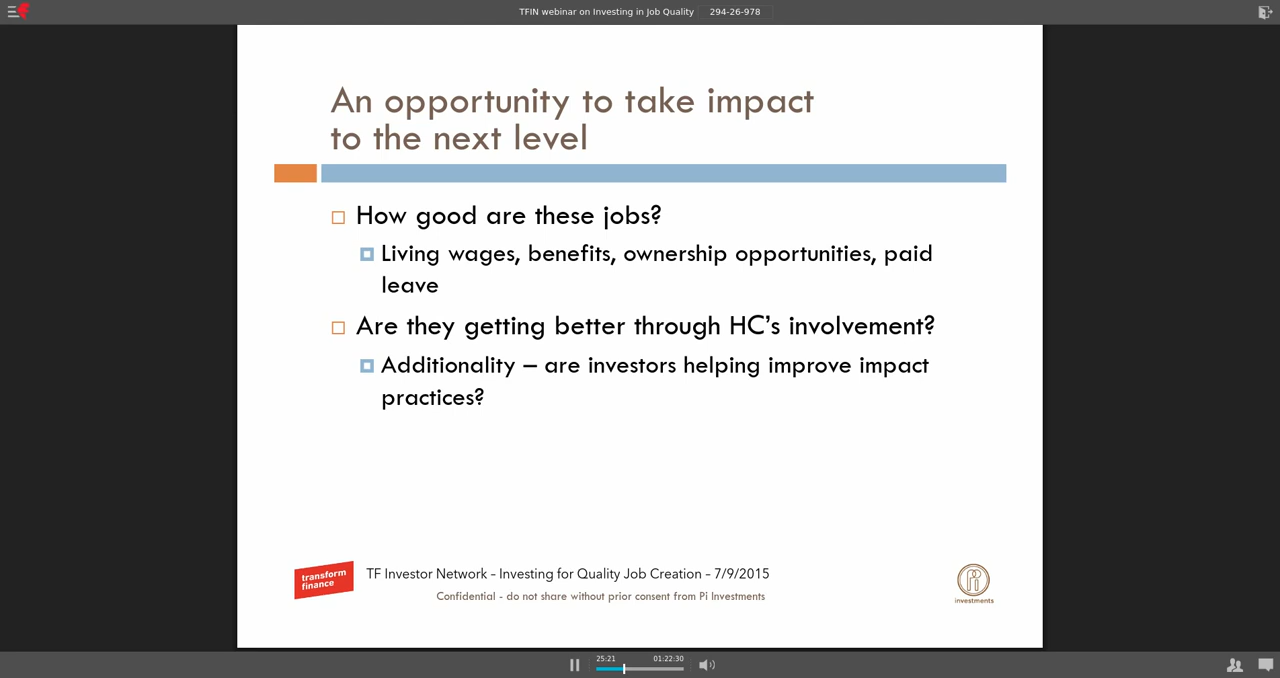 TFIN webinar on Investing in Job Quality 294-26-978
An opportunity to take impact
to the next level
How good are these jobs?
Living wages, benefits, ownership opportunities, paid
leave
Are they getting better through HC's involvement?
Additionality – are investors helping improve impact
practices?
transform
finance
TF Investor Network – Investing for Quality Job Creation – 7/9/2015
Confidential - do not share without prior consent from Pi Investments
investments
25:21 01:22:30